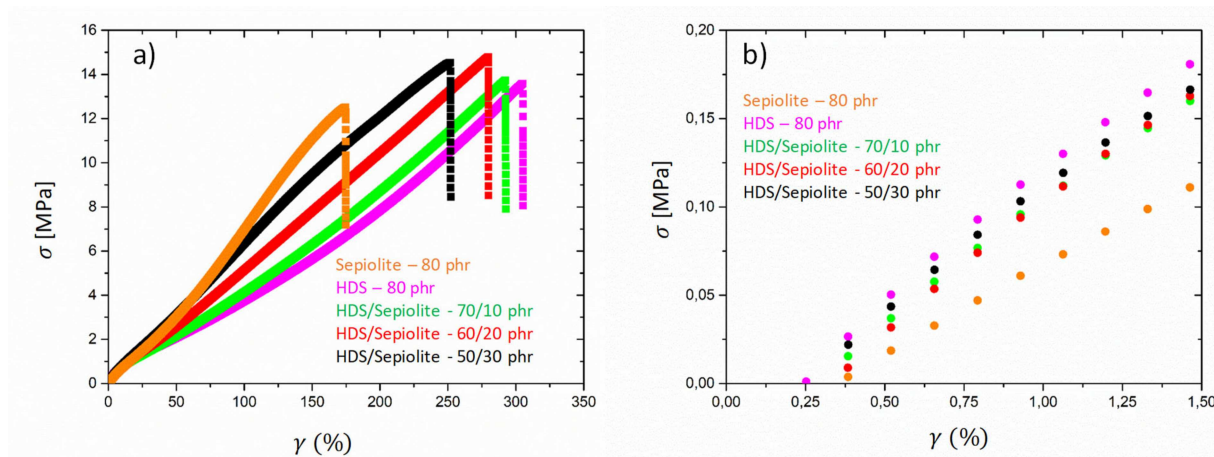 a)
16
14
12
10
8
6
4
2
0
σ [MPa]
Sepiolite – 80 phr
HDS – 80 phr
HDS/Sepiolite - 70/10 phr
HDS/Sepiolite - 60/20 phr
HDS/Sepiolite - 50/30 phr
0 50 100 150 200 250 300 350
γ (%)
b)
0,20
0,15
0,10
0,05
0,00
σ [MPa]
Sepiolite – 80 phr
HDS – 80 phr
HDS/Sepiolite - 70/10 phr
HDS/Sepiolite - 60/20 phr
HDS/Sepiolite - 50/30 phr
0,00 0,25 0,50 0,75 1,00 1,25 1,50
γ (%)